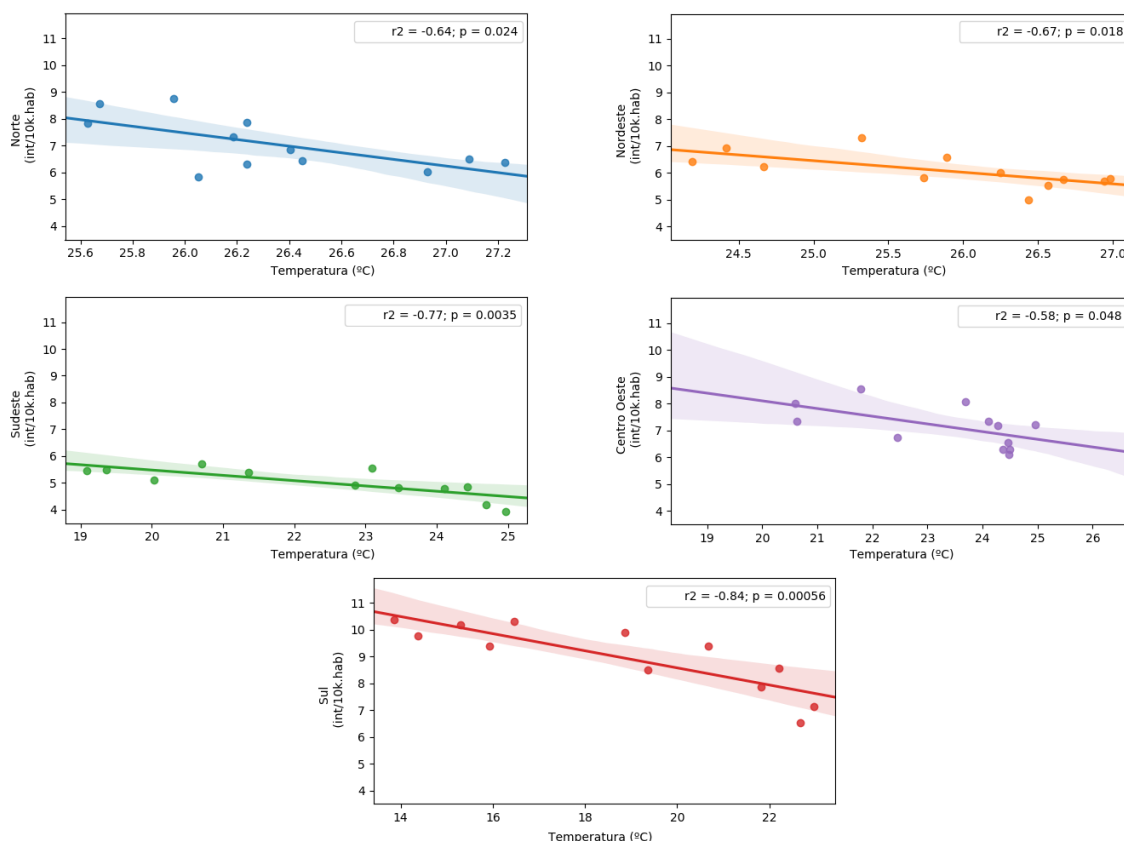 r2 = -0.64; p = 0.024
11
10
9
8
7
6
5
4
Norte
(int/10k.hab)
25.6 25.8 26.0 26.2 26.4 26.6 26.8 27.0 27.2
Temperatura (ºC)
r2 = -0.67; p = 0.018
11
10
9
8
7
6
5
4
Nordeste
(int/10k.hab)
24.5 25.0 25.5 26.0 26.5 27.0
Temperatura (ºC)
r2 = -0.77; p = 0.0035
11
10
9
8
7
6
5
4
Sudeste
(int/10k.hab)
19 20 21 22 23 24 25
Temperatura (ºC)
r2 = -0.58; p = 0.048
11
10
9
8
7
6
5
4
Centro Oeste
(int/10k.hab)
19 20 21 22 23 24 25 26
Temperatura (ºC)
r2 = -0.84; p = 0.00056
11
10
9
8
7
6
5
4
Sul
(int/10k.hab)
14 16 18 20 22
Temperatura (ºC)